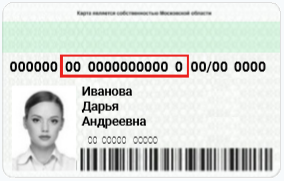 Карта является собственностью Московской области
000000 00 0000000000 0 00/00 0000
Иванова
Дарья
Андреевна
00 00000 00000